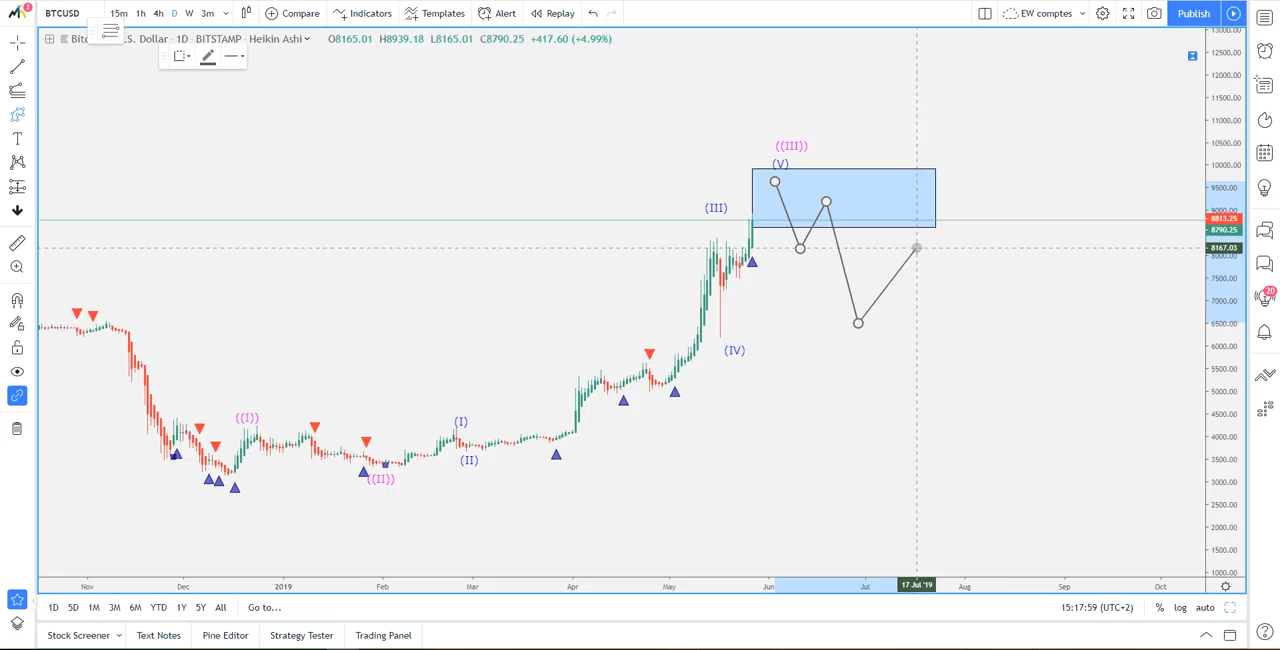 2
BTCUSD 15m 1h 4h D W 3m Compare Indicators Templates Alert Replay EW comptes Publish
S. Dollar · 1D · BITSTAMP · Heikin Ashi O8165.01 H8939.18 L8165.01 C8790.25 +417.60 (+4.99%)
13000.00
12500.00
12000.00
11500.00
11000.00
10500.00
10000.00
9500.00
9000.00
8813.25
8790.25
8167.03
8000.00
7500.00
7000.00
6500.00
6000.00
5500.00
5000.00
4500.00
4000.00
3500.00
3000.00
2500.00
2000.00
1500.00
1000.00
((III))
(V)
(III)
(IV)
((I))
(I)
(II)
((II))
20
Nov Dec 2019 Feb Mar Apr May Jun Jul 17 Jul '19 Aug Sep Oct
1D 5D 1M 3M 6M YTD 1Y 5Y All Go to... 15:17:59 (UTC+2) % log auto
Stock Screener Text Notes Pine Editor Strategy Tester Trading Panel